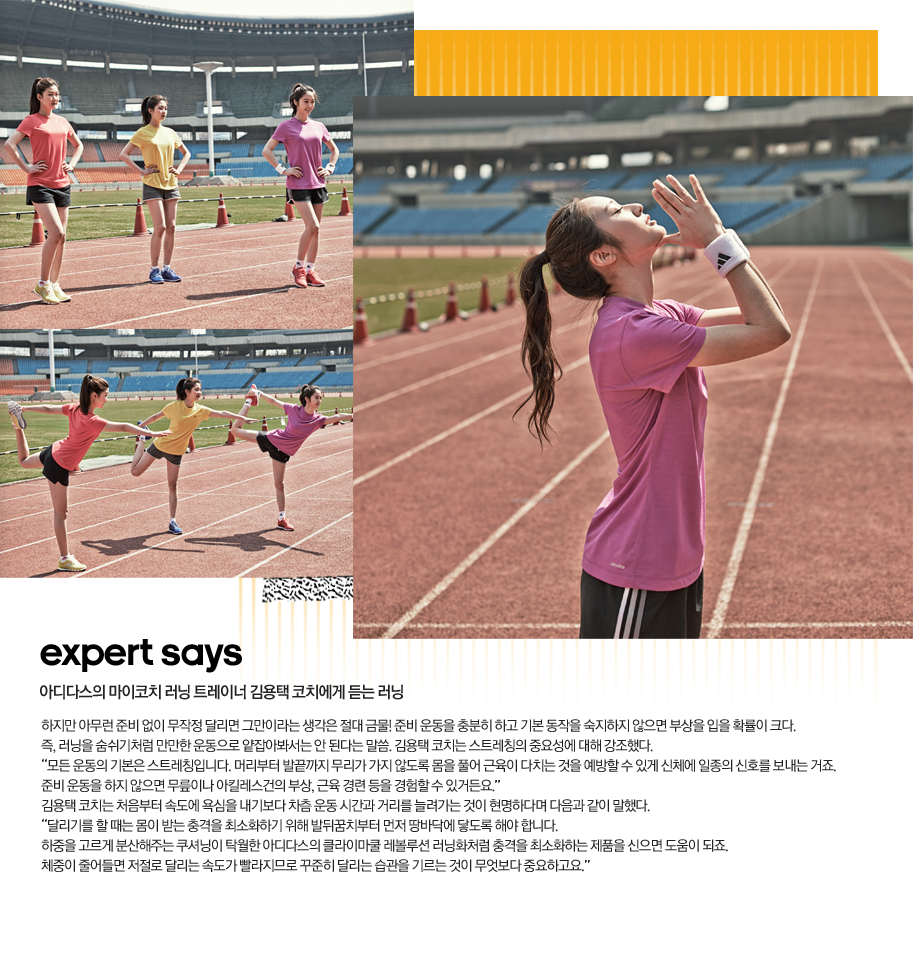 expert says
아디다스의 마이코치 러닝 트레이너 김용택 코치에게 듣는 러닝
하지만 아무런 준비 없이 무작정 달리면 그만이라는 생각은 절대 금물! 준비 운동을 충분히 하고 기본 동작을 숙지하지 않으면 부상을 입을 확률이 크다.
즉, 러닝을 숨쉬기처럼 만만한 운동으로 얕잡아봐서는 안 된다는 말씀. 김용택 코치는 스트레칭의 중요성에 대해 강조했다.
“모든 운동의 기본은 스트레칭입니다. 머리부터 발끝까지 무리가 가지 않도록 몸을 풀어 근육이 다치는 것을 예방할 수 있게 신체에 일종의 신호를 보내는 거죠.
준비 운동을 하지 않으면 무릎이나 아킬레스건의 부상, 근육 경련 등을 경험할 수 있거든요.”
김용택 코치는 처음부터 속도에 욕심을 내기보다 차츰 운동 시간과 거리를 늘려가는 것이 현명하다며 다음과 같이 말했다.
“달리기를 할 때는 몸이 받는 충격을 최소화하기 위해 발뒤꿈치부터 먼저 땅바닥에 닿도록 해야 합니다.
하중을 고르게 분산해주는 쿠셔닝이 탁월한 아디다스의 클라이마쿨 레볼루션 러닝화처럼 충격을 최소화하는 제품을 신으면 도움이 되죠.
체중이 줄어들면 저절로 달리는 속도가 빨라지므로 꾸준히 달리는 습관을 기르는 것이 무엇보다 중요하고요.”